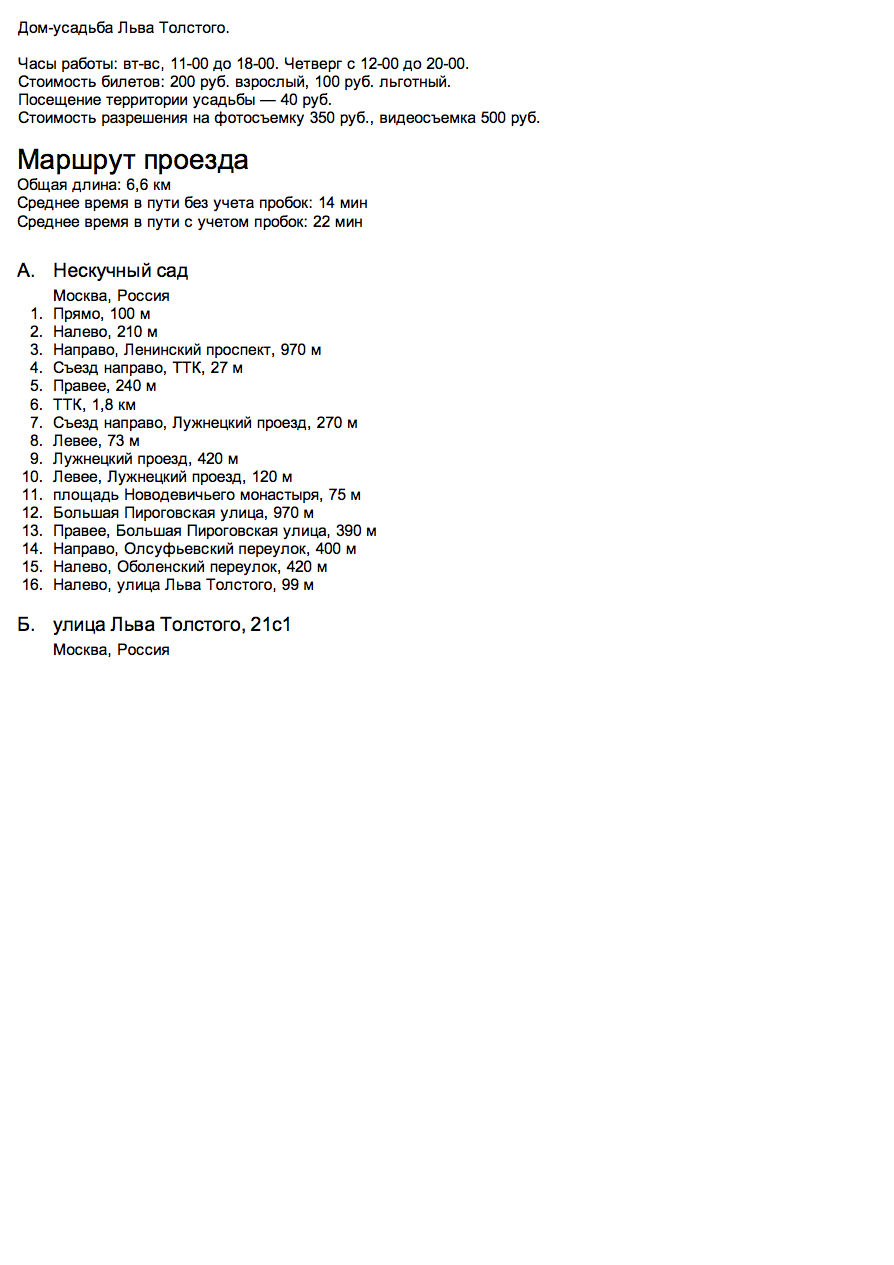 Дом-усадьба Льва Толстого.
Часы работы: вт-вс, 11-00 до 18-00. Четверг с 12-00 до 20-00.
Стоимость билетов: 200 руб. взрослый, 100 руб. льготный.
Посещение территории усадьбы — 40 руб.
Стоимость разрешения на фотосъемку 350 руб., видеосъемка 500 руб.
Маршрут проезда
Общая длина: 6,6 км
Среднее время в пути без учета пробок: 14 мин
Среднее время в пути с учетом пробок: 22 мин
А. Нескучный сад
Москва, Россия
1. Прямо, 100 м
2. Налево, 210 м
3. Направо, Ленинский проспект, 970 м
4. Съезд направо, ТТК, 27 м
5. Правее, 240 м
6. ТТК, 1,8 км
7. Съезд направо, Лужнецкий проезд, 270 м
8. Левее, 73 м
9. Лужнецкий проезд, 420 м
10. Левее, Лужнецкий проезд, 120 м
11. площадь Новодевичьего монастыря, 75 м
12. Большая Пироговская улица, 970 м
13. Правее, Большая Пироговская улица, 390 м
14. Направо, Олсуфьевский переулок, 400 м
15. Налево, Оболенский переулок, 420 м
16. Налево, улица Льва Толстого, 99 м
Б. улица Льва Толстого, 21с1
Москва, Россия